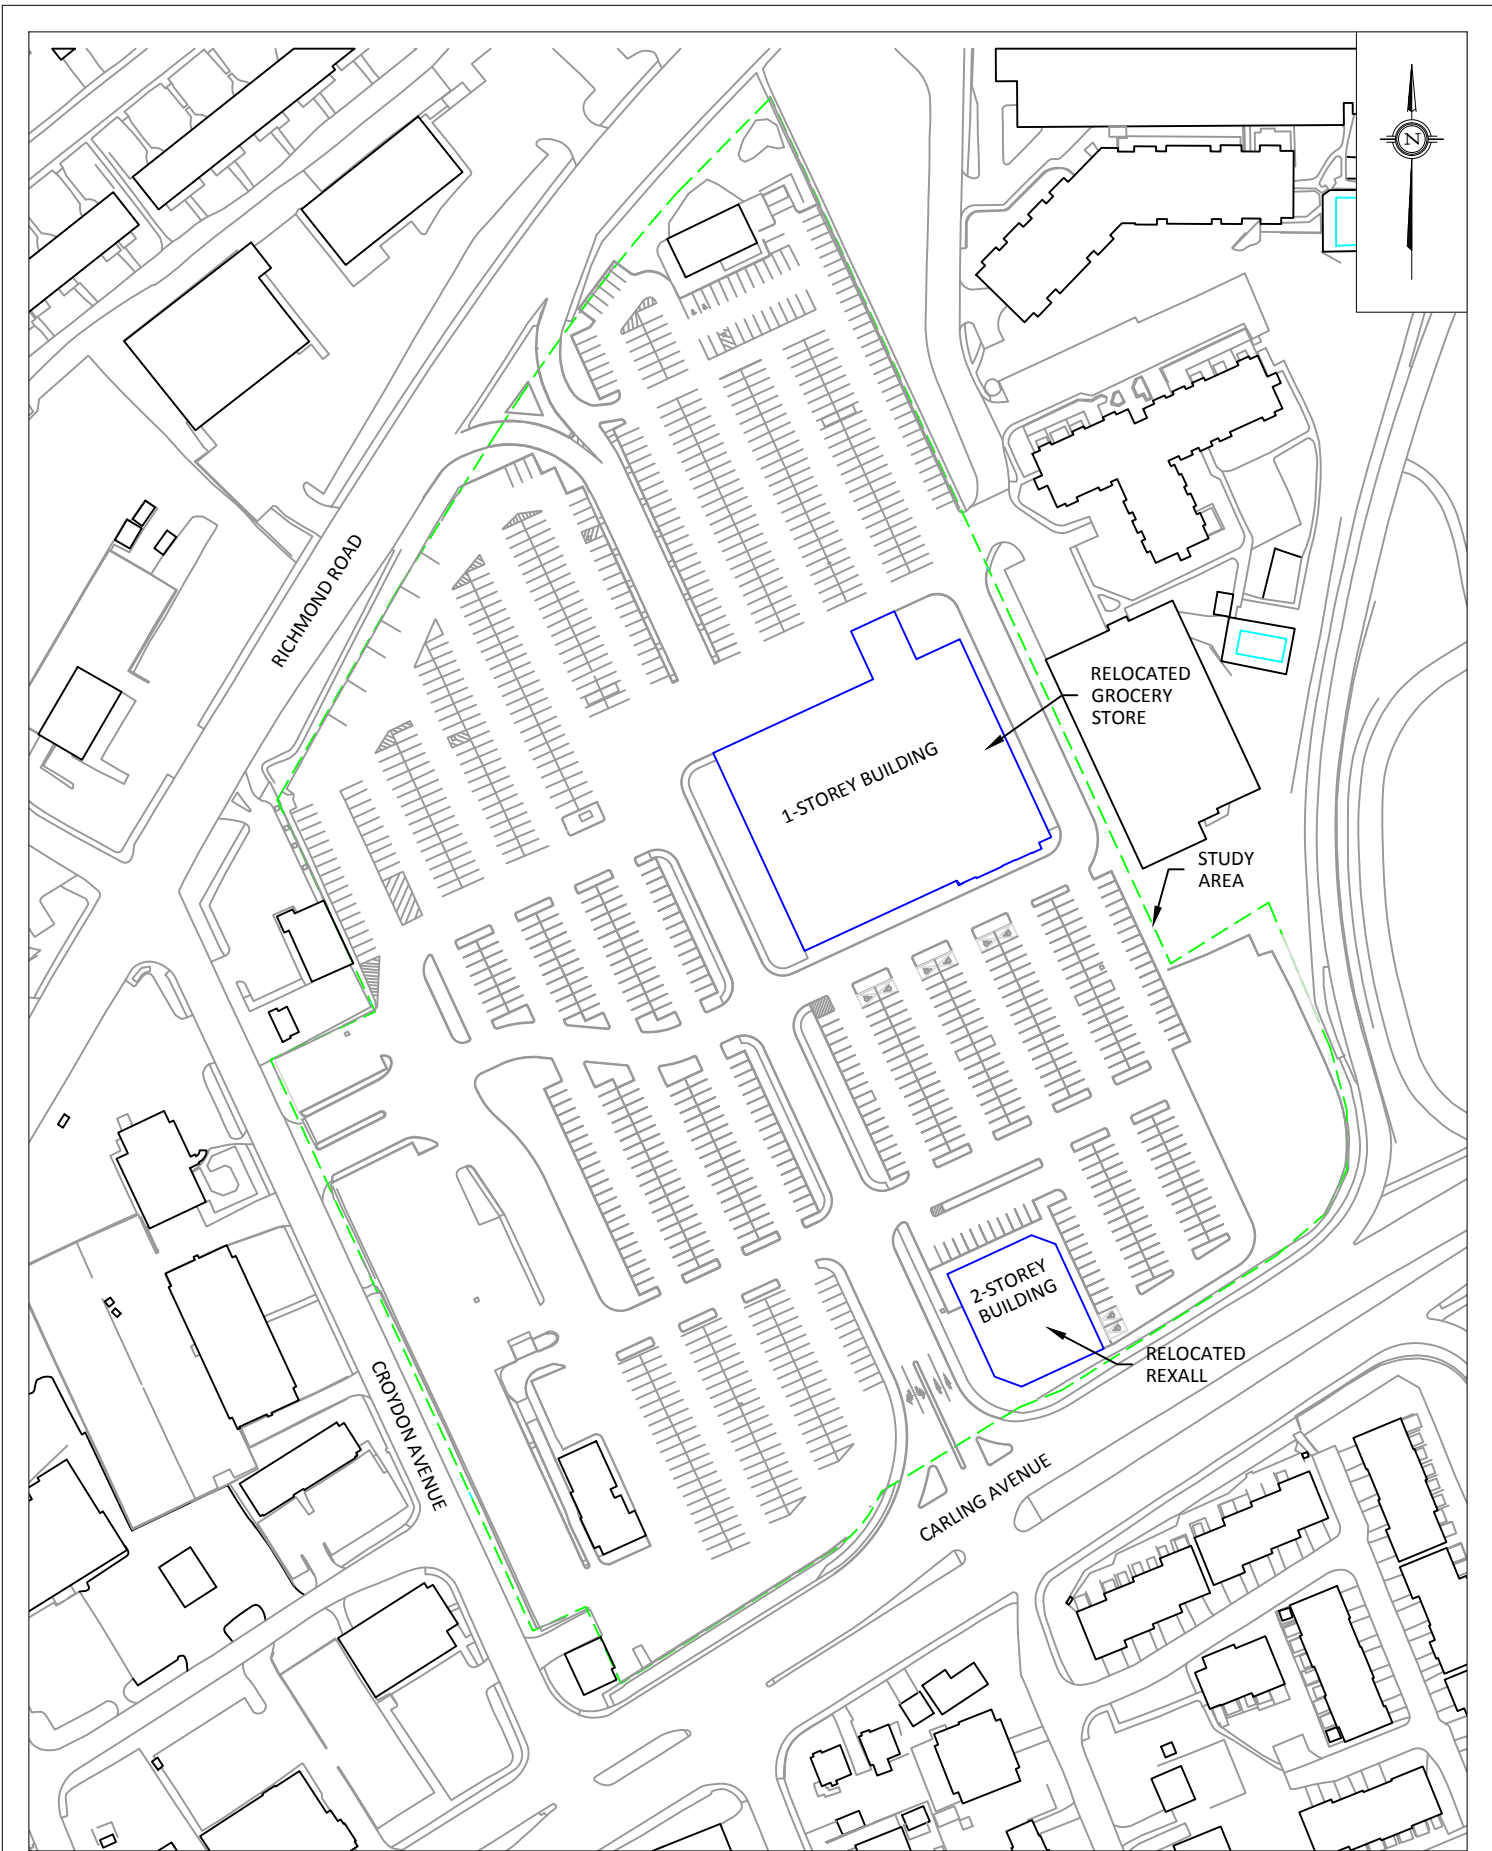 N
RICHMOND ROAD
RELOCATED
GROCERY
STORE
1-STOREY BUILDING
STUDY
AREA
2-STOREY
BUILDING
RELOCATED
REXALL
CROYDON AVENUE
CARLING AVENUE